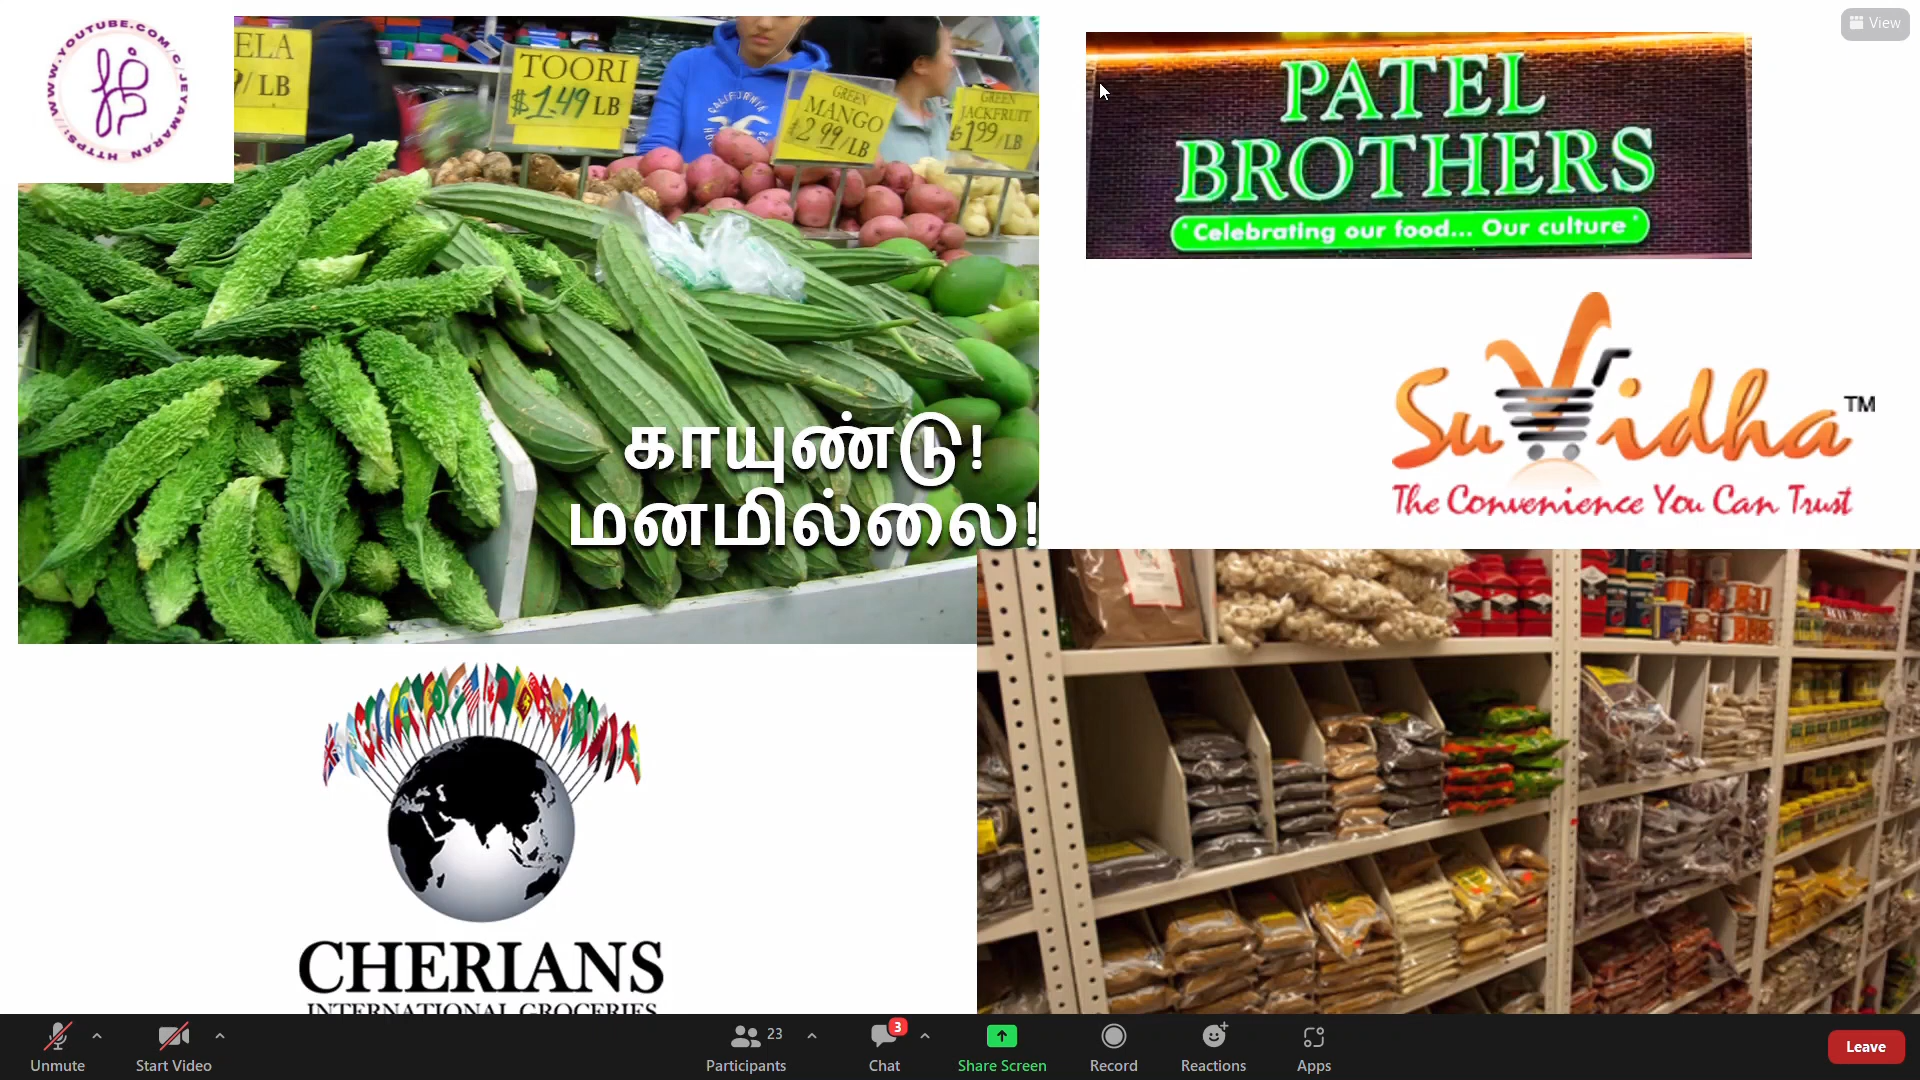 HTTPS://WWW.YOUTUBE.COM/C/JEYAMARAN
ELA
/LB
TOORI
$1.49 LB
GREEN
MANGO
$2.99/LB
GREEN
JACKFRUIT
$1.99/LB
காயுண்டு!
மனமில்லை!
PATEL
BROTHERS
Celebrating our food... Our culture
SuVidha™
The Convenience You Can Trust
CHERIANS
INTERNATIONAL GROCERIES
View
Unmute
Start Video
23
Participants
3
Chat
Share Screen
Record
Reactions
Apps
Leave